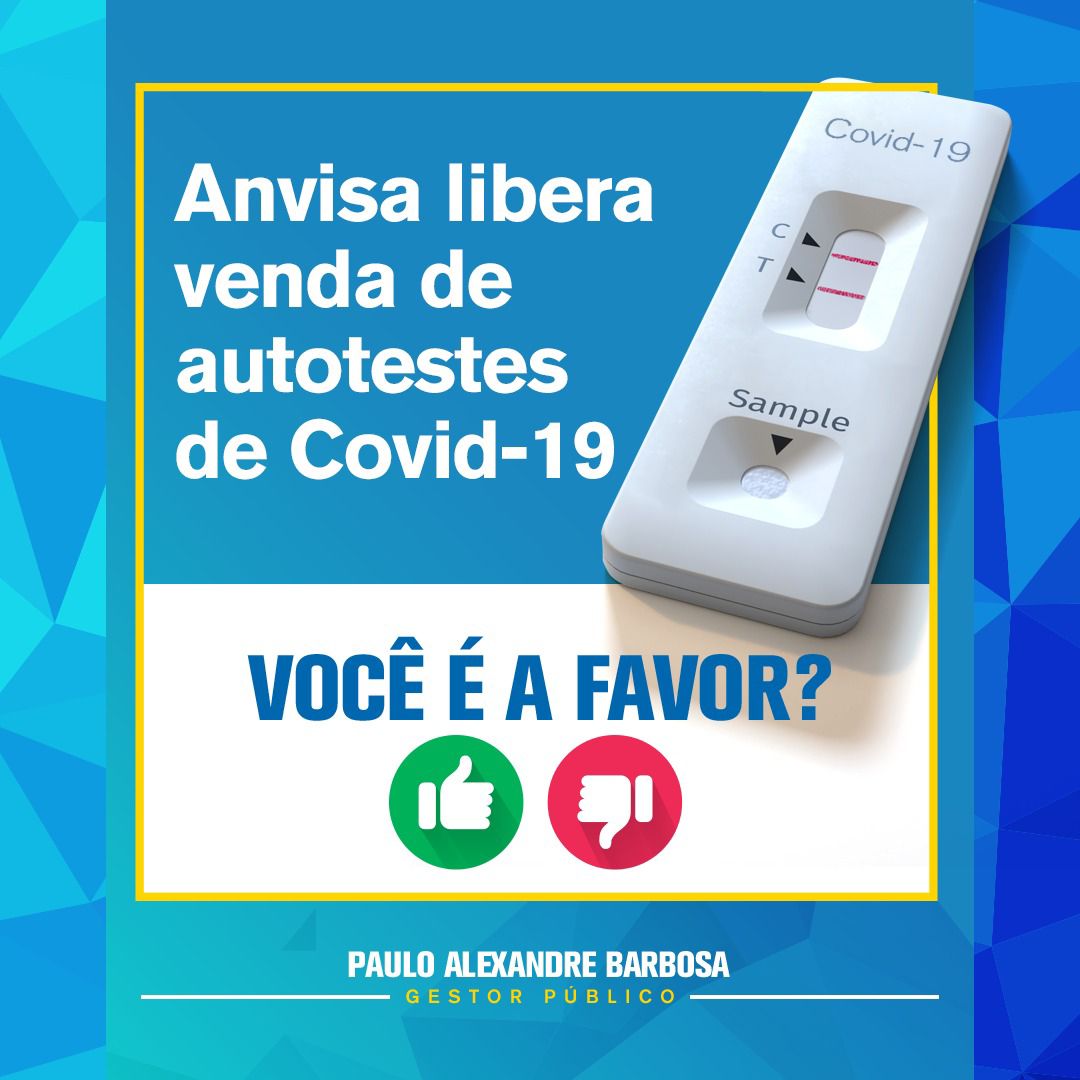 Anvisa libera
venda de
autotestes
de Covid-19
Covid-19
C
T
Sample
VOCÊ É A FAVOR?
PAULO ALEXANDRE BARBOSA
GESTOR PÚBLICO